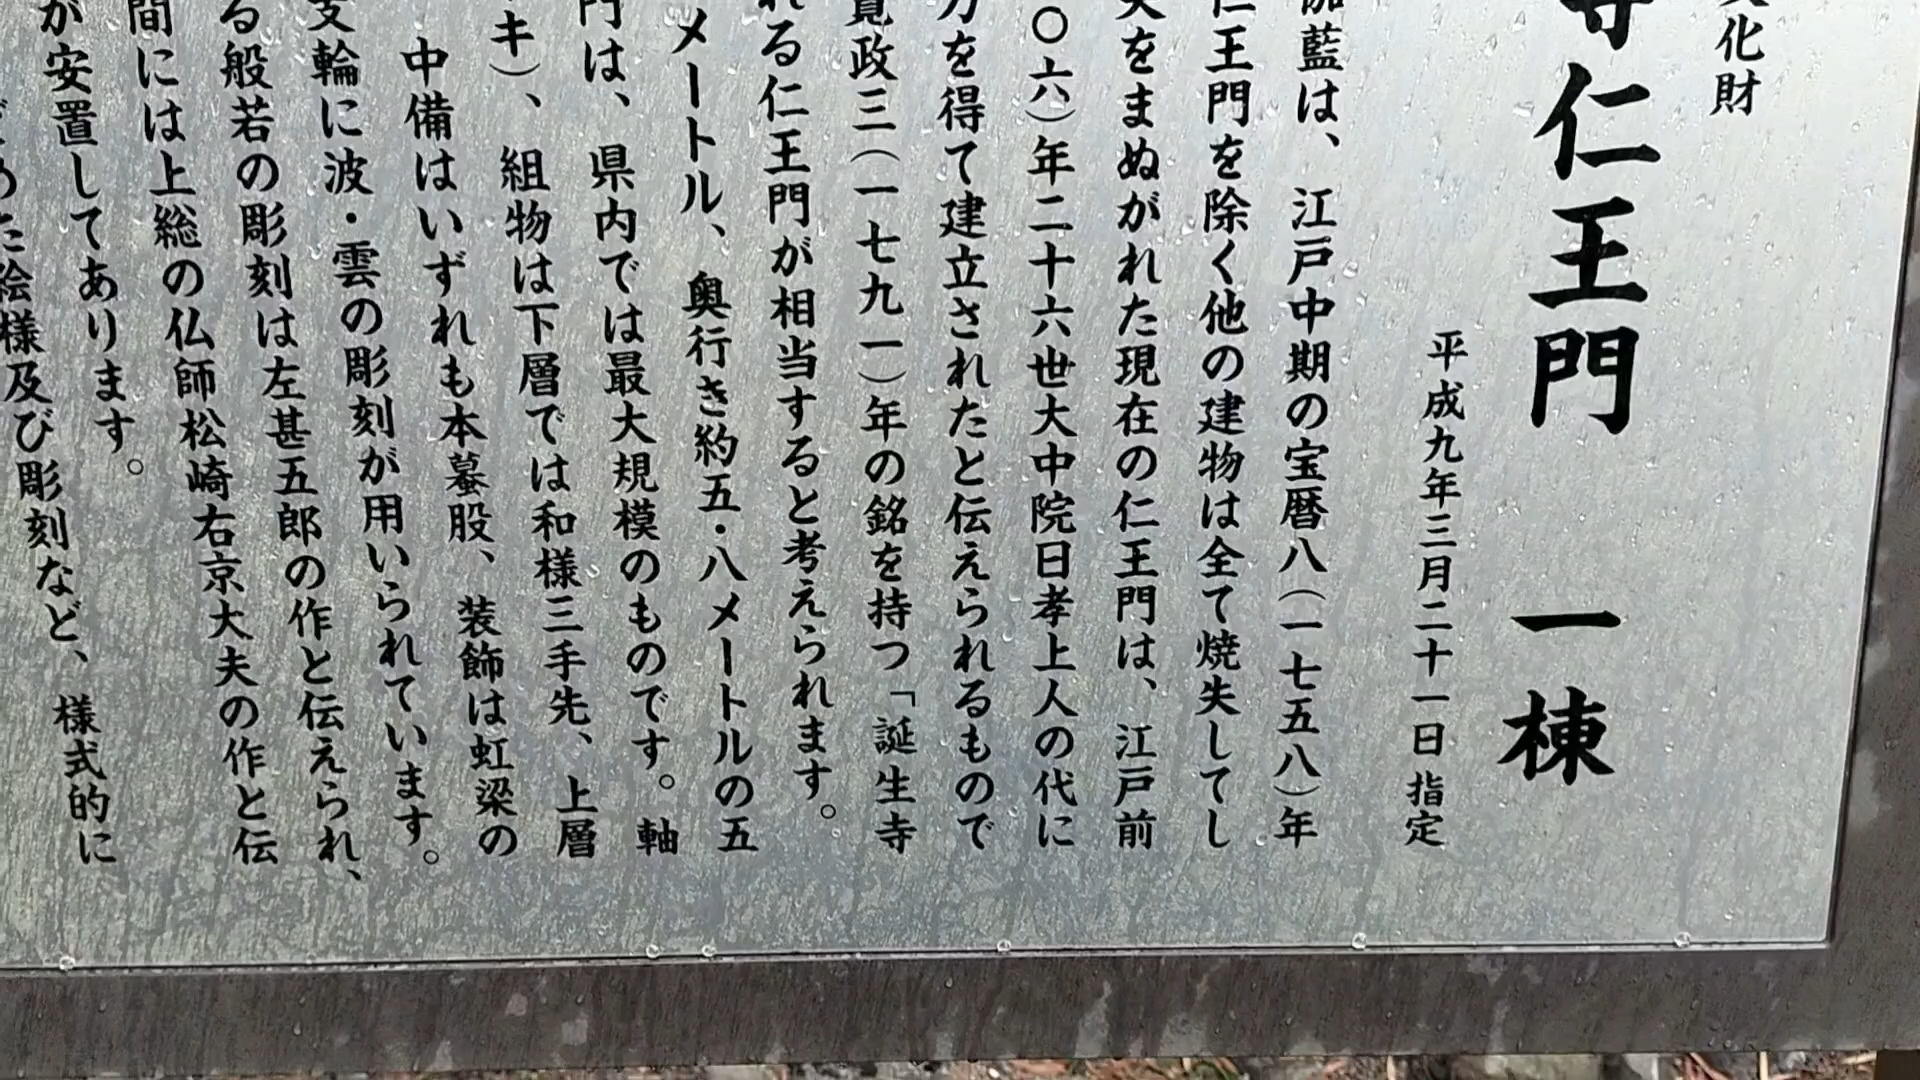 化財
寺仁王門　一棟
平成九年三月二十一日 指定
伽藍は、江戸中期の宝暦八（一七五八）年
仁王門を除く他の建物は全て焼失してし
失をまぬがれた現在の仁王門は、江戸前
〇六）年二十六世大中院日孝上人の代に
力を得て建立されたと伝えられるもので
寛政三（一七九一）年の銘を持つ「誕生寺
れる仁王門が相当すると考えられます。
メートル、奥行き約五・八メートルの五
門は、県内では最大規模のものです。軸
キ）、組物は下層では和様三手先、上層
中備はいずれも本蟇股、装飾は虹梁の
支輪に波・雲の彫刻が用いられています。
る般若の彫刻は左甚五郎の作と伝えられ、
間には上総の仏師松崎右京大夫の作と伝
が安置してあります。
た絵様及び彫刻など、様式的に